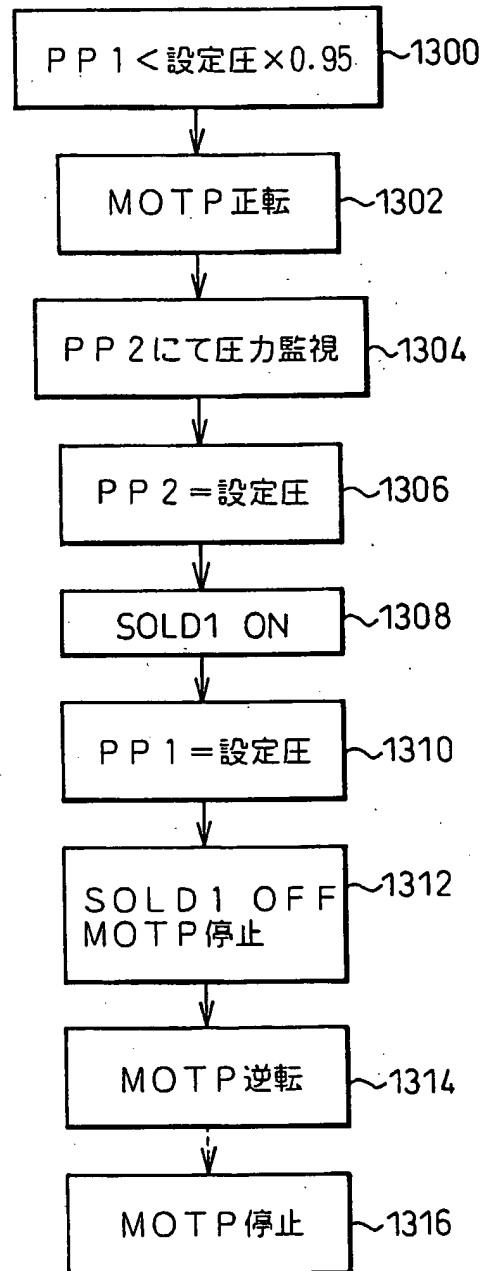 PP1<設定圧×0.95 1300
MOTP正転 1302
PP2にて圧力監視 1304
PP2=設定圧 1306
SOLD1 ON 1308
PP1=設定圧 1310
SOLD1 OFF 1312
MOTP停止
MOTP逆転 1314
MOTP停止 1316